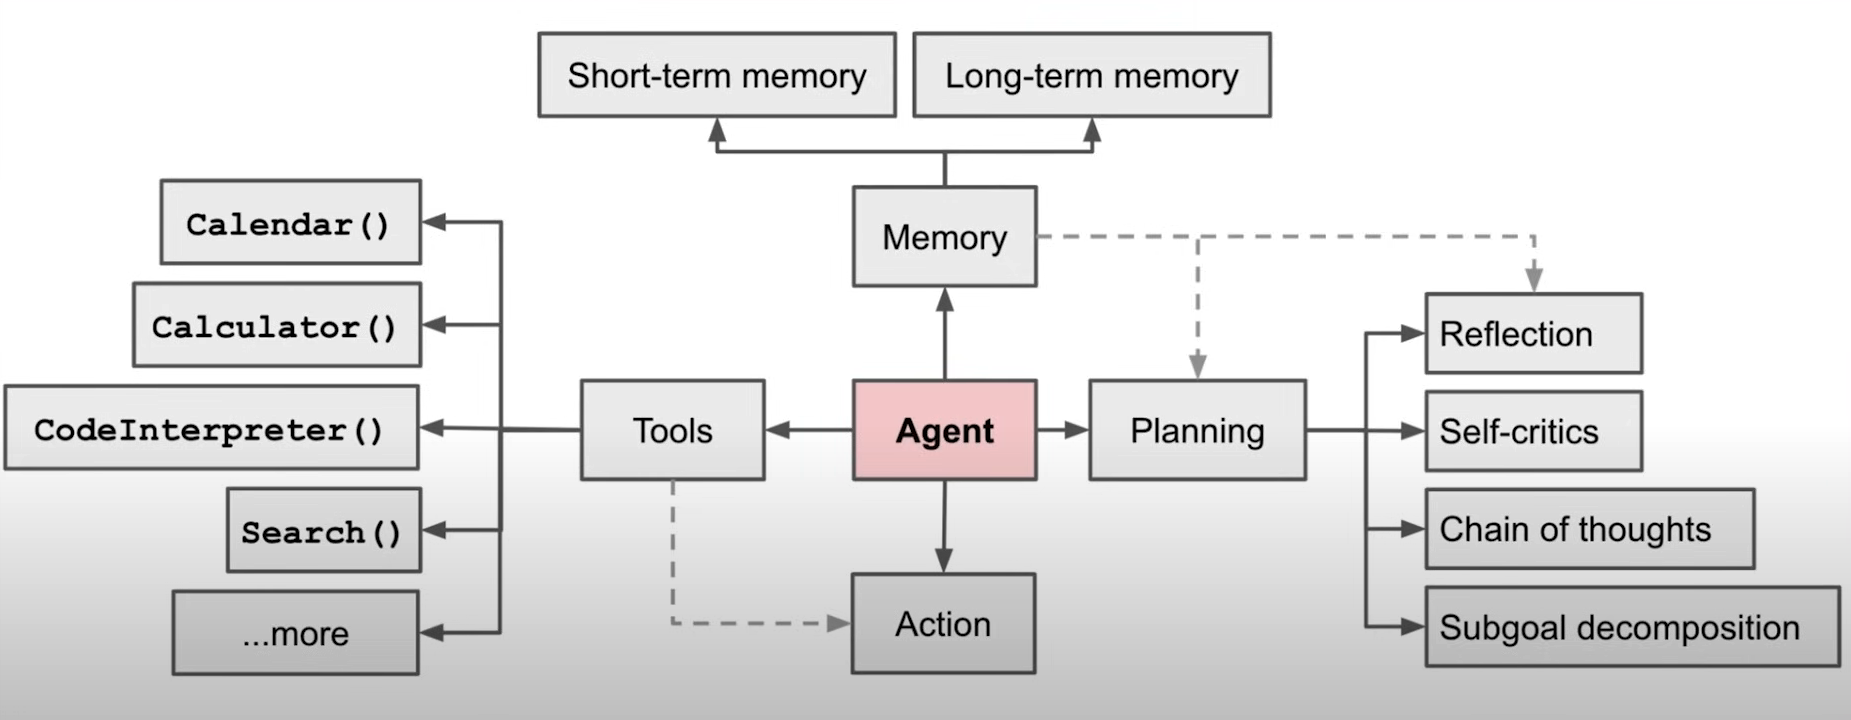 Short-term memory
Long-term memory
Calendar()
Memory
Calculator()
Reflection
CodeInterpreter()
Tools
Agent
Planning
Self-critics
Search()
Chain of thoughts
...more
Action
Subgoal decomposition